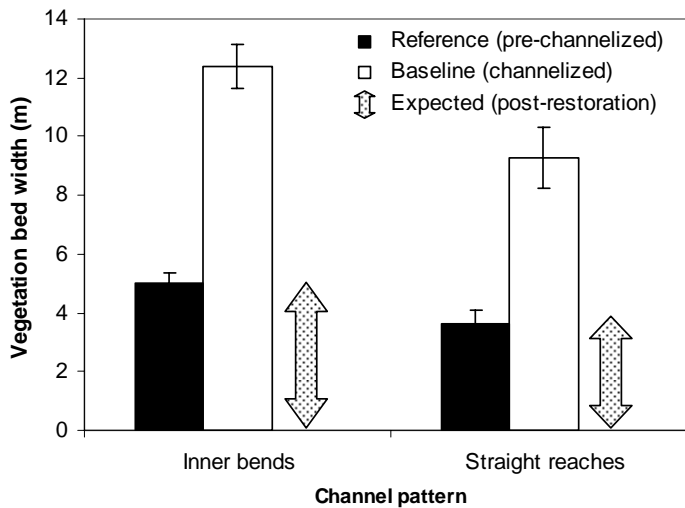 14
12
10
8
6
4
2
0
Vegetation bed width (m)
Reference (pre-channelized)
Baseline (channelized)
Expected (post-restoration)
Inner bends Straight reaches
Channel pattern